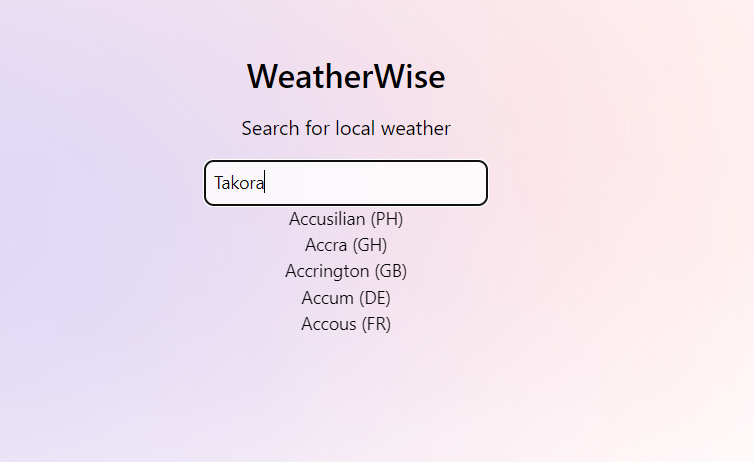 WeatherWise
Search for local weather
Takora
Accusilian (PH)
Accra (GH)
Accrington (GB)
Accum (DE)
Accous (FR)